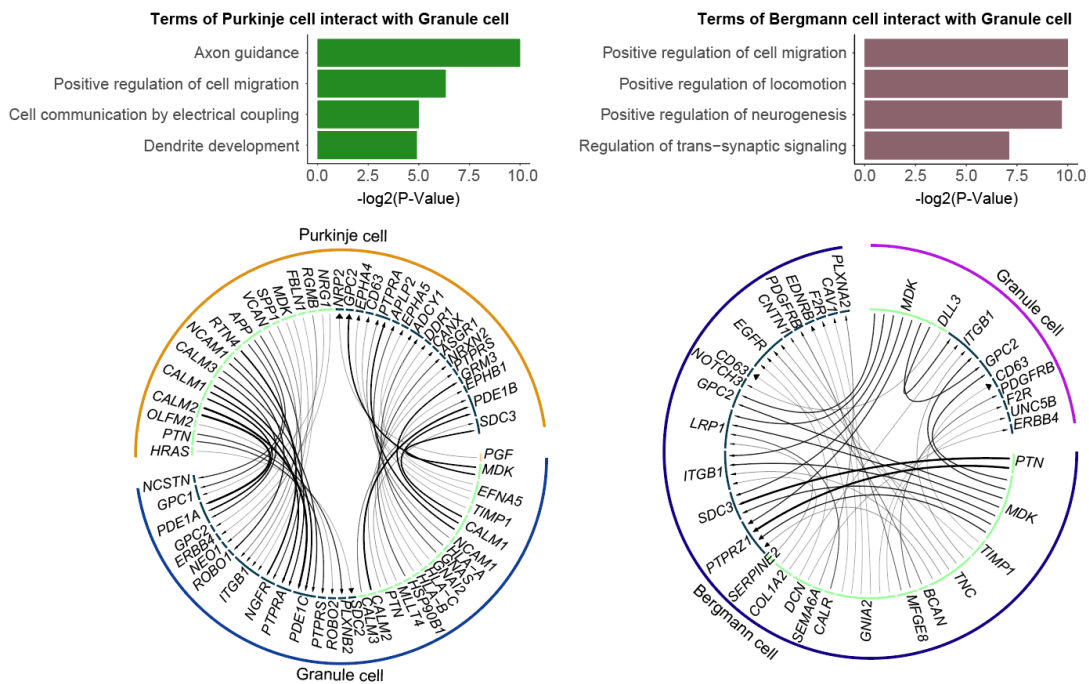 Terms of Purkinje cell interact with Granule cell
Axon guidance
Positive regulation of cell migration
Cell communication by electrical coupling
Dendrite development
0.0 2.5 5.0 7.5 10.0
-log2(P-Value)
Terms of Bergmann cell interact with Granule cell
Positive regulation of cell migration
Positive regulation of locomotion
Positive regulation of neurogenesis
Regulation of trans-synaptic signaling
0.0 2.5 5.0 7.5 10.0
-log2(P-Value)
Purkinje cell
HRAS
PTN
OLFM2
CALM2
CALM1
CALM3
NCAM1
RTN4
APP
VCAN
SPP1
MDK
FBLN1
RGMB
NRG1
NRP2
GPC2
EPHA4
CD63
PTPRA
APLP2
EPHA5
ADCY1
DDR1
CANX
ASGR1
NRXN2
PTPRS
GRM3
EPHB1
PDE1B
SDC3
PGF
MDK
EFNA5
TIMP1
CALM1
NCAM1
HLA-A
GNAS
GNAI2
HLA-C
HLA-B
HSP90B1
MLLT4
PTN
CALM2
CALM3
SDC2
PLXNB2
ROBO2
PTPRS
PDE1C
PTPRA
NGFR
ITGB1
ROBO1
NEO1
ERBB4
GPC2
PDE1A
GPC1
NCSTN
Granule cell
Granule cell
MDK
DLL3
ITGB1
GPC2
CD63
PDGFRB
F2R
UNC5B
ERBB4
PTN
MDK
TIMP1
TNC
BCAN
MFGE8
GNIA2
CALR
SEMA6A
DCN
COL1A2
SERPINE2
PTPRZ1
SDC3
ITGB1
LRP1
GPC2
NOTCH3
CD63
EGFR
CNTN1
PDGFRB
EDNRB
F2R
CAV1
PLXNA2
Bergmann cell